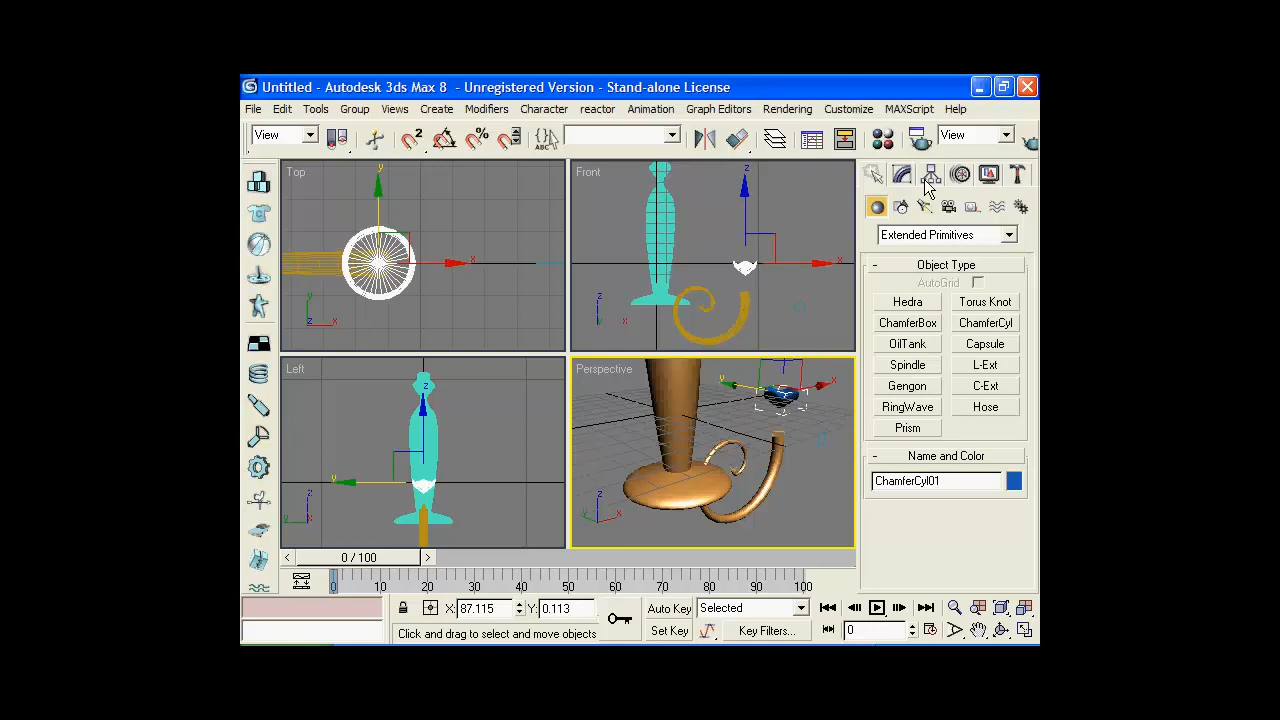 Untitled - Autodesk 3ds Max 8 - Unregistered Version - Stand-alone License
File Edit Tools Group Views Create Modifiers Character reactor Animation Graph Editors Rendering Customize MAXScript Help
View 2 % ABC View
Top Front
y z
x x
y z
z x x
Extended Primitives
- Object Type
AutoGrid
Hedra Torus Knot
ChamferBox ChamferCyl
OilTank Capsule
Spindle L-Ext
Gengon C-Ext
RingWave Hose
Prism
Left Perspective
z y x
y
z z
y x
- Name and Color
ChamferCyl01
< 0 / 100 >
0 10 20 30 40 50 60 70 80 90 100
X: 87.115 Y: 0.113 Auto Key Selected
Click and drag to select and move objects Set Key Key Filters... 0